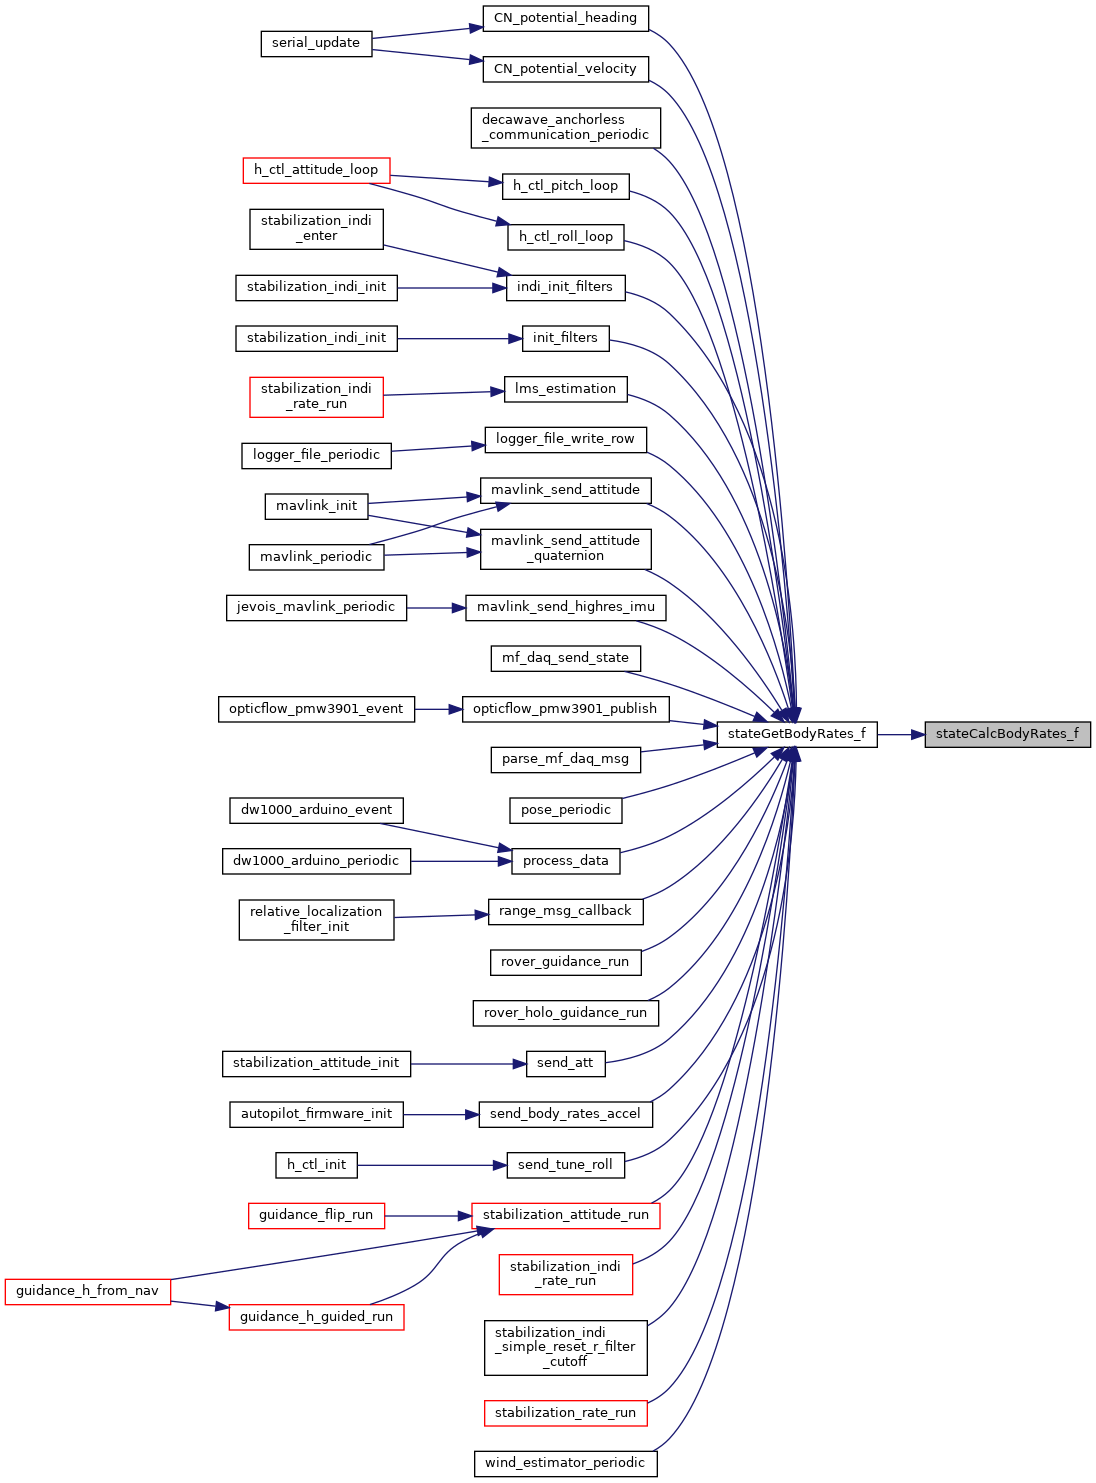 CN_potential_heading
serial_update
CN_potential_velocity
decawave_anchorless
_communication_periodic
h_ctl_attitude_loop
h_ctl_pitch_loop
stabilization_indi
_enter
h_ctl_roll_loop
stabilization_indi_init
indi_init_filters
stabilization_indi_init
init_filters
stabilization_indi
_rate_run
lms_estimation
logger_file_periodic
logger_file_write_row
mavlink_init
mavlink_send_attitude
mavlink_periodic
mavlink_send_attitude
_quaternion
jevois_mavlink_periodic
mavlink_send_highres_imu
mf_daq_send_state
opticflow_pmw3901_event
opticflow_pmw3901_publish
stateGetBodyRates_f
stateCalcBodyRates_f
parse_mf_daq_msg
dw1000_arduino_event
pose_periodic
dw1000_arduino_periodic
process_data
relative_localization
_filter_init
range_msg_callback
rover_guidance_run
rover_holo_guidance_run
stabilization_attitude_init
send_att
autopilot_firmware_init
send_body_rates_accel
h_ctl_init
send_tune_roll
guidance_flip_run
stabilization_attitude_run
guidance_h_from_nav
guidance_h_guided_run
stabilization_indi
_rate_run
stabilization_indi
_simple_reset_r_filter
_cutoff
stabilization_rate_run
wind_estimator_periodic